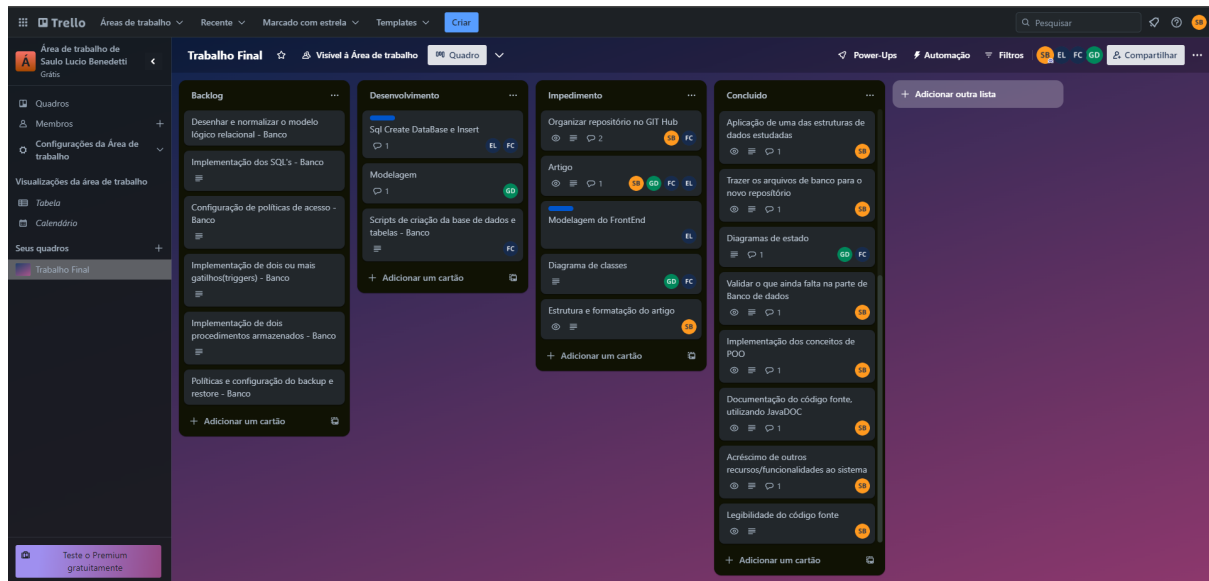 Trello
Áreas de trabalho
Recente
Marcado com estrela
Templates
Criar
Pesquisar
SB
Á
Área de trabalho de
Saulo Lucio Benedetti
Grátis
Quadros
Membros
Configurações da Área de
trabalho
Visualizações da área de trabalho
Tabela
Calendário
Seus quadros
Trabalho Final
Teste o Premium
gratuitamente
Trabalho Final
Visível à Área de trabalho
Quadro
Power-Ups
Automação
Filtros
SB EL FC GD
Compartilhar
Backlog
Desenhar e normalizar o modelo
lógico relacional - Banco
Implementação dos SQL's - Banco
Configuração de políticas de acesso -
Banco
Implementação de dois ou mais
gatilhos(triggers) - Banco
Implementação de dois
procedimentos armazenados - Banco
Políticas e configuração do backup e
restore - Banco
+ Adicionar um cartão
Desenvolvimento
Sql Create DataBase e Insert
1 EL FC
Modelagem
1 GD
Scripts de criação da base de dados e
tabelas - Banco
FC
+ Adicionar um cartão
Impedimento
Organizar repositório no GIT Hub
2 SB FC
Artigo
1 SB GD FC EL
Modelagem do FrontEnd
EL
Diagrama de classes
GD FC
Estrutura e formatação do artigo
SB
+ Adicionar um cartão
Concluido
Aplicação de uma das estruturas de
dados estudadas
1 SB
Trazer os arquivos de banco para o
novo repositório
1 SB
Diagramas de estado
1 GD FC
Validar o que ainda falta na parte de
Banco de dados
1 SB
Implementação dos conceitos de
POO
1 SB
Documentação do código fonte,
utilizando JavaDOC
1 SB
Acréscimo de outros
recursos/funcionalidades ao sistema
1 SB
Legibilidade do código fonte
SB
+ Adicionar um cartão
+ Adicionar outra lista